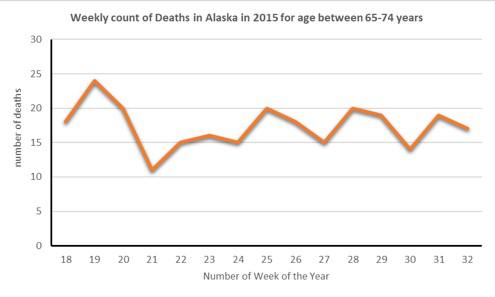 Weekly count of Deaths in Alaska in 2015 for age between 65-74 years
number of deaths
30
25
20
15
10
5
0
18 19 20 21 22 23 24 25 26 27 28 29 30 31 32
Number of Week of the Year